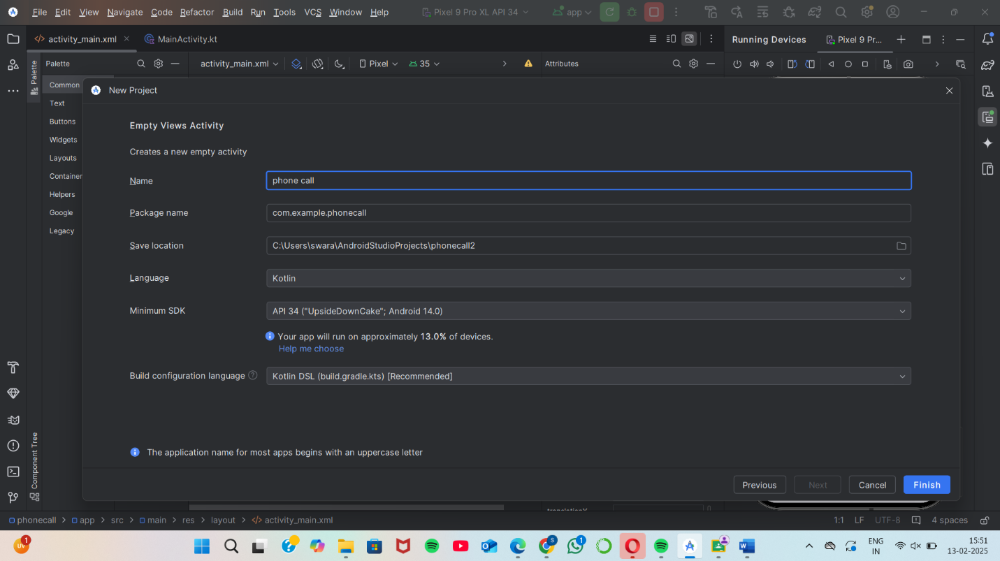 File Edit View Navigate Code Refactor Build Run Tools VCS Window Help Pixel 9 Pro XL API 34 app
activity_main.xml MainActivity.kt Running Devices Pixel 9 Pr...
Palette activity_main.xml Pixel 35 Attributes
Palette
Common
Text
Buttons
Widgets
Layouts
Container
Helpers
Google
Legacy
Component Tree
New Project
Empty Views Activity
Creates a new empty activity
Name phone call
Package name com.example.phonecall
Save location C:\Users\swara\AndroidStudioProjects\phonecall2
Language Kotlin
Minimum SDK API 34 ("UpsideDownCake"; Android 14.0)
Your app will run on approximately 13.0% of devices.
Help me choose
Build configuration language Kotlin DSL (build.gradle.kts) [Recommended]
The application name for most apps begins with an uppercase letter
Previous Next Cancel Finish
phonecall app src main res layout activity_main.xml 1:1 LF UTF-8 4 spaces
UV 1 S 1 ENG 15:51
IN 13-02-2025